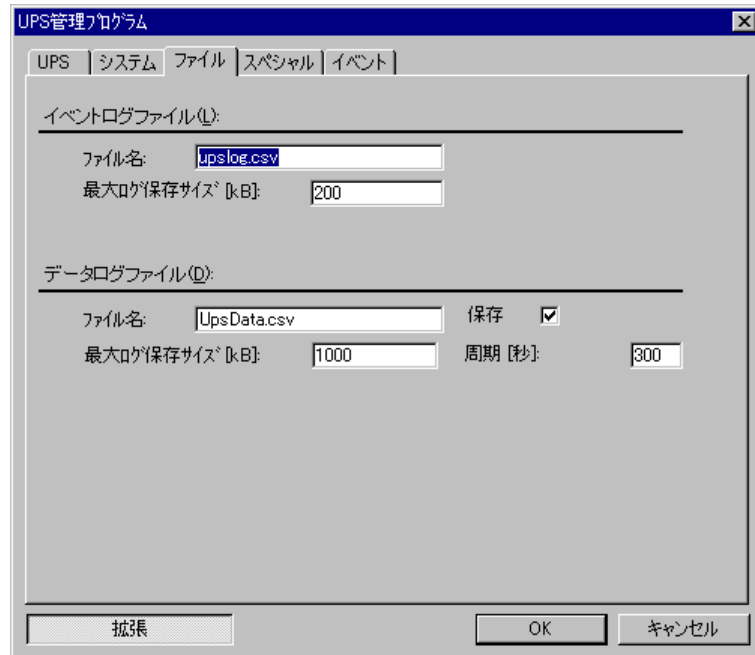 UPS管理ﾌﾟﾛｸﾞﾗﾑ
UPS システム ファイル スペシャル イベント
イベントログファイル(L):
ﾌｧｲﾙ名: upslog.csv
最大ﾛｸﾞ保存ｻｲｽﾞ [kB]: 200
データログファイル(D):
ﾌｧｲﾙ名: UpsData.csv 保存
最大ﾛｸﾞ保存ｻｲｽﾞ [kB]: 1000 周期 [秒]: 300
拡張 OK キャンセル